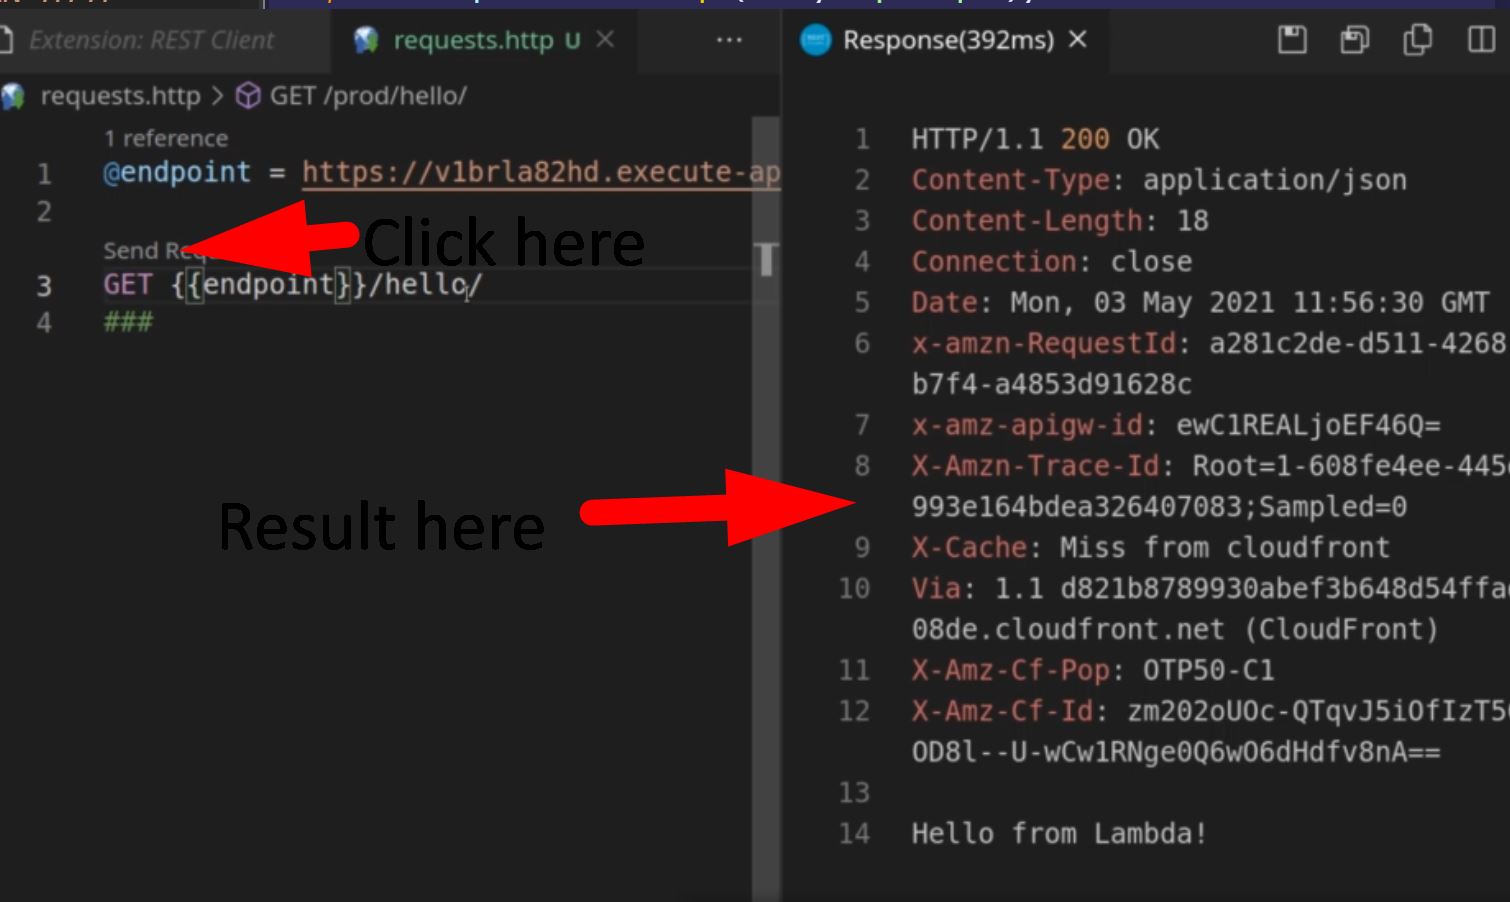 Extension: REST Client
requests.http U
Response(392ms)
requests.http > GET /prod/hello/
1 reference
1 @endpoint = https://v1brla82hd.execute-ap
2
Send
Click here
3 GET {{endpoint}}/hello/
4 ###
Result here
1 HTTP/1.1 200 OK
2 Content-Type: application/json
3 Content-Length: 18
4 Connection: close
5 Date: Mon, 03 May 2021 11:56:30 GMT
6 x-amzn-RequestId: a281c2de-d511-4268
b7f4-a4853d91628c
7 x-amz-apigw-id: ewC1REALjoEF46Q=
8 X-Amzn-Trace-Id: Root=1-608fe4ee-445
993e164bdea326407083;Sampled=0
9 X-Cache: Miss from cloudfront
10 Via: 1.1 d821b8789930abef3b648d54ffa
08de.cloudfront.net (CloudFront)
11 X-Amz-Cf-Pop: OTP50-C1
12 X-Amz-Cf-Id: zm202oUOc-QTqvJ5iOfIzT5
OD8l--U-wCw1RNge0Q6wO6dHdfv8nA==
13
14 Hello from Lambda!